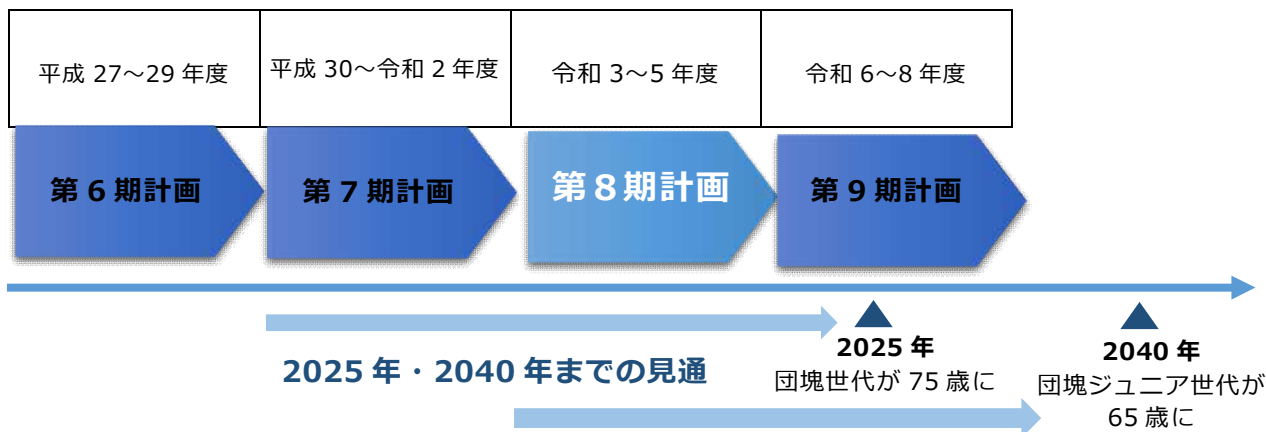 平成 27～29 年度
平成 30～令和 2 年度
令和 3～5 年度
令和 6～8 年度
第 6 期計画
第 7 期計画
第８期計画
第 9 期計画
2025 年・2040 年までの見通
2025 年
団塊世代が 75 歳に
2040 年
団塊ジュニア世代が
65 歳に